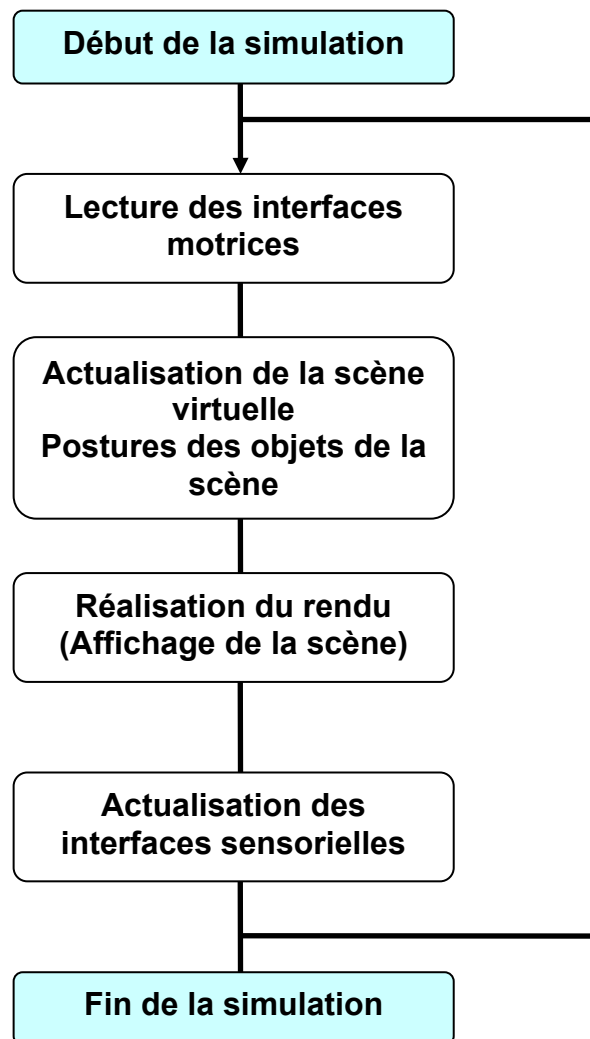 Début de la simulation
Lecture des interfaces
motrices
Actualisation de la scène
virtuelle
Postures des objets de la
scène
Réalisation du rendu
(Affichage de la scène)
Actualisation des
interfaces sensorielles
Fin de la simulation